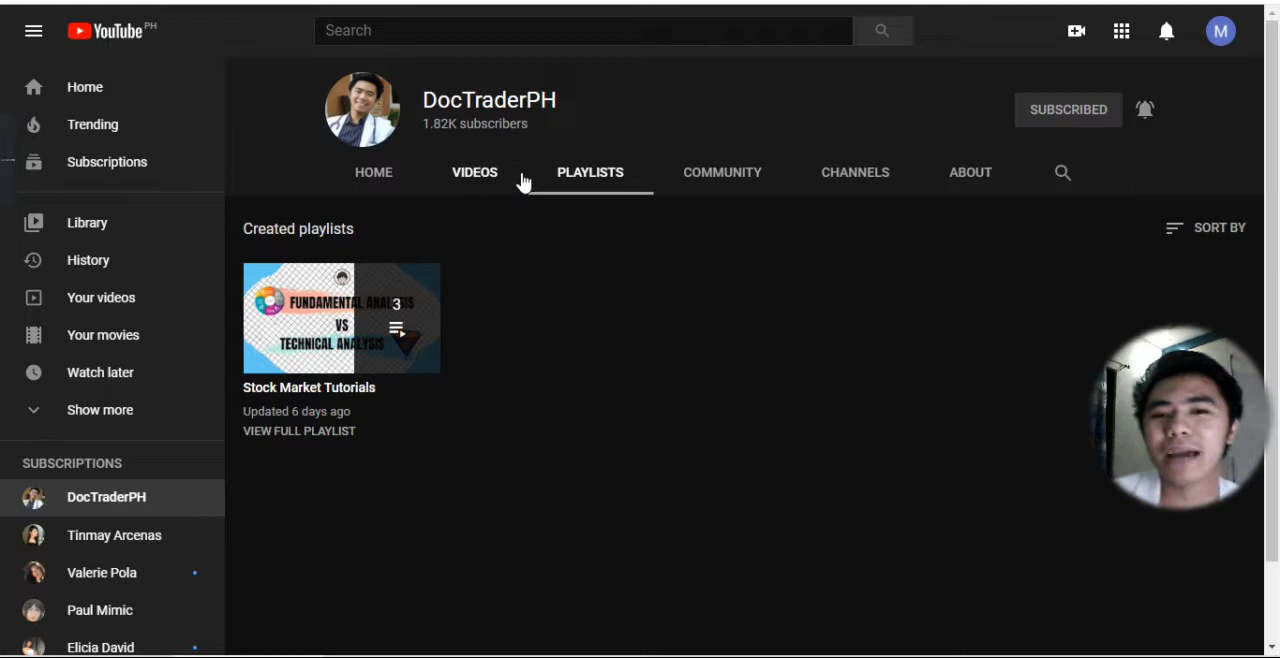 YouTube PH
Search
M
Home
Trending
Subscriptions
Library
History
Your videos
Your movies
Watch later
Show more
SUBSCRIPTIONS
DocTraderPH
Tinmay Arcenas
Valerie Pola
Paul Mimic
Elicia David
DocTraderPH
1.82K subscribers
SUBSCRIBED
HOME VIDEOS PLAYLISTS COMMUNITY CHANNELS ABOUT
Created playlists
SORT BY
FUNDAMENTAL ANALYSIS
VS
TECHNICAL ANALYSIS
3
Stock Market Tutorials
Updated 6 days ago
VIEW FULL PLAYLIST